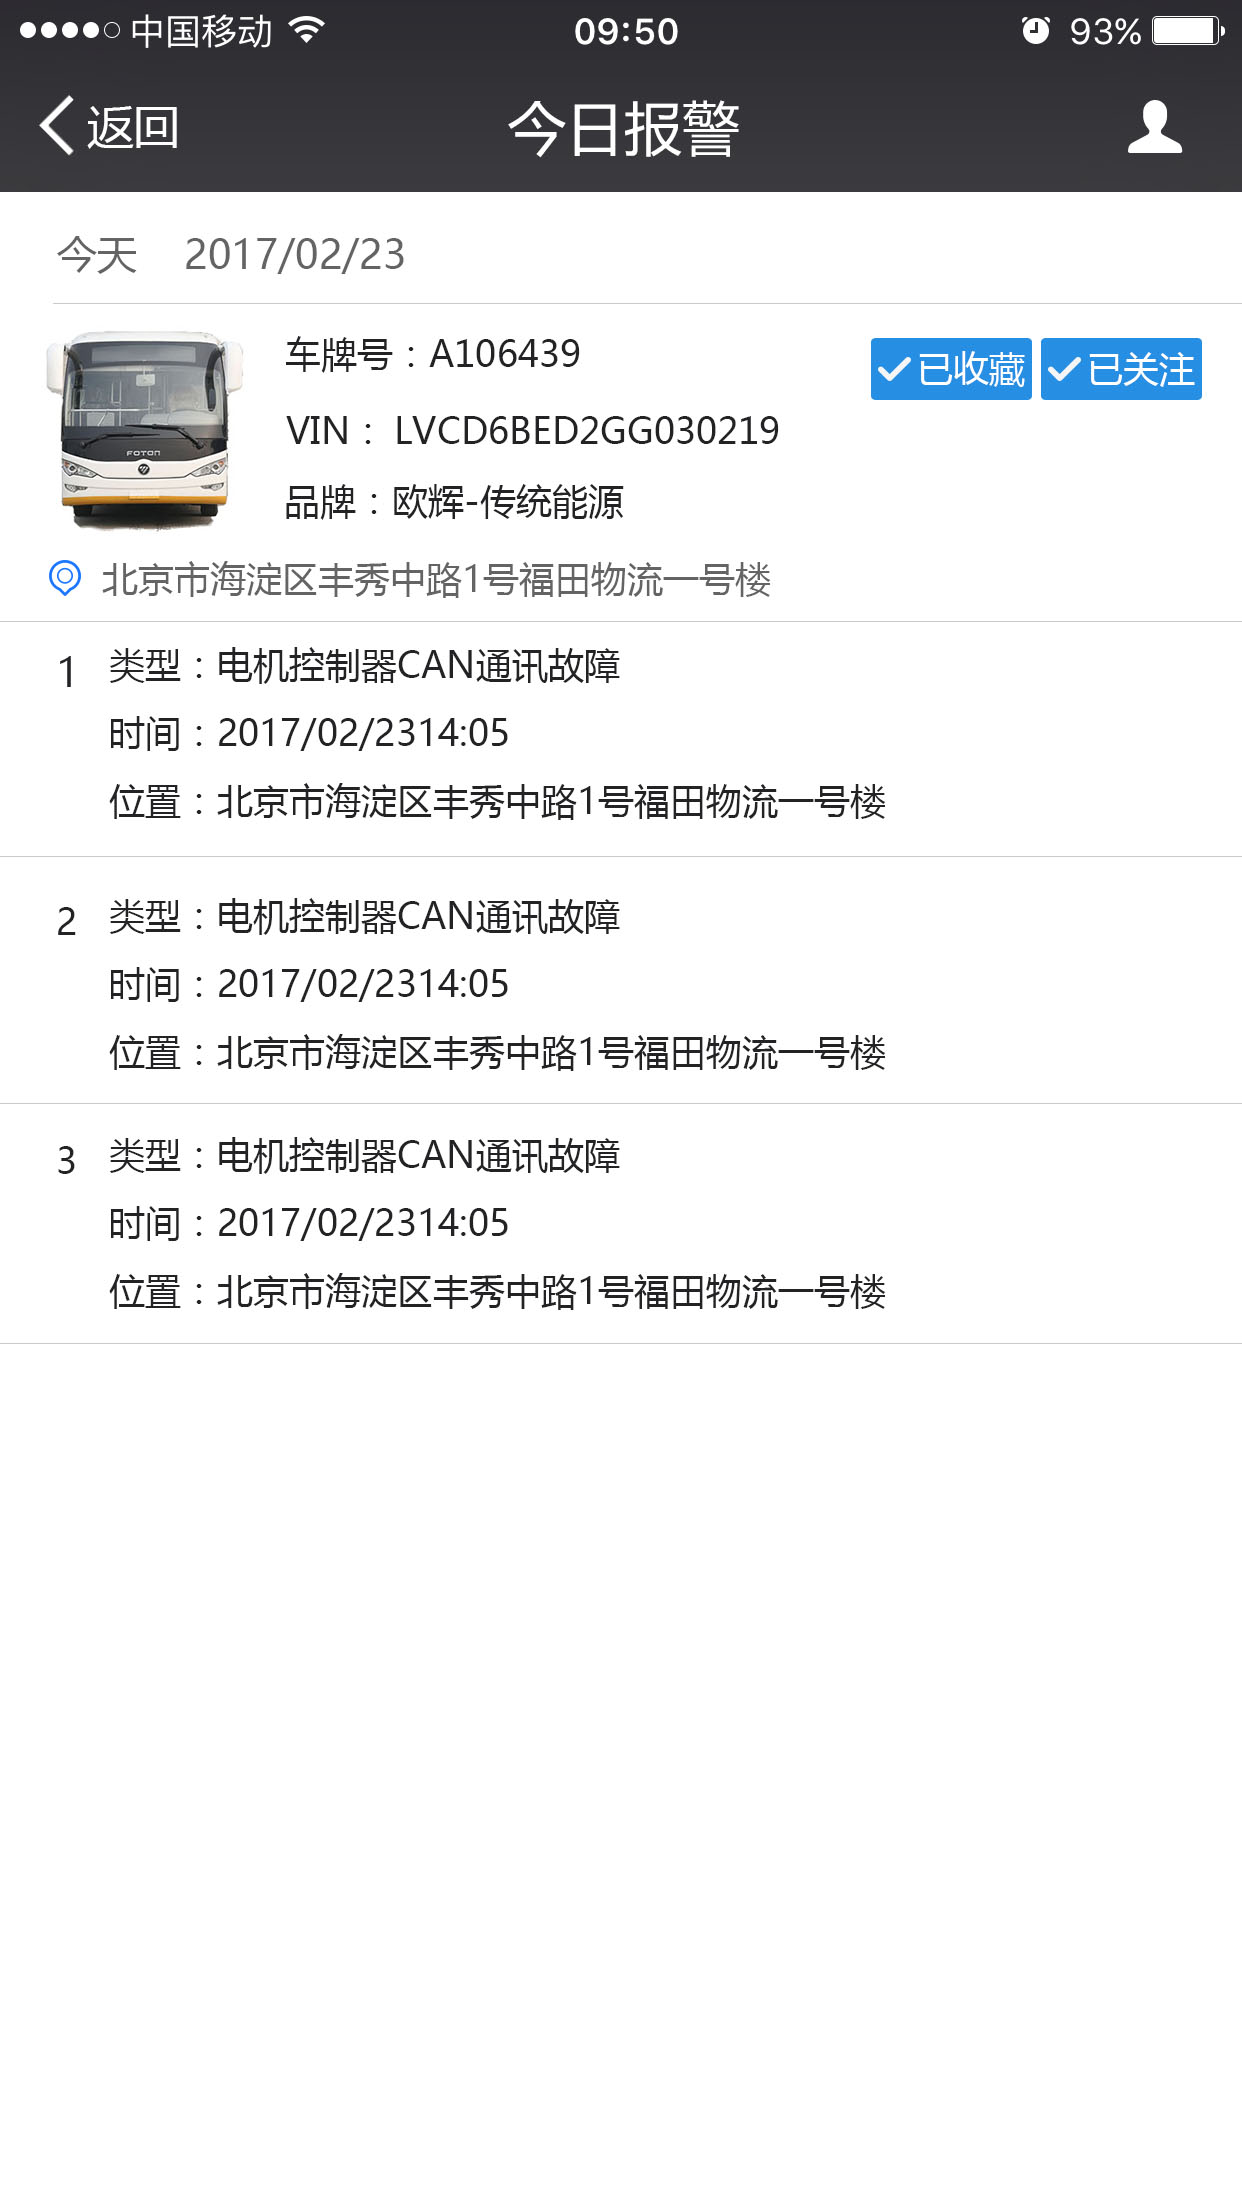 中国移动 09:50 93%
返回 今日报警
今天 2017/02/23
车牌号：A106439 已收藏 已关注
VIN： LVCD6BED2GG030219
FOTON
品牌：欧辉-传统能源
北京市海淀区丰秀中路1号福田物流一号楼
1 类型：电机控制器CAN通讯故障
时间：2017/02/2314:05
位置：北京市海淀区丰秀中路1号福田物流一号楼
2 类型：电机控制器CAN通讯故障
时间：2017/02/2314:05
位置：北京市海淀区丰秀中路1号福田物流一号楼
3 类型：电机控制器CAN通讯故障
时间：2017/02/2314:05
位置：北京市海淀区丰秀中路1号福田物流一号楼